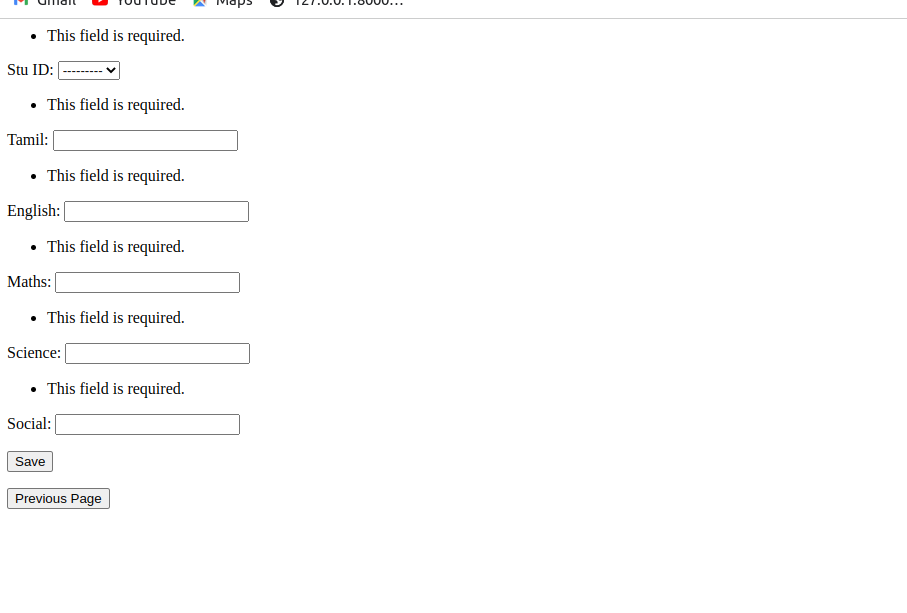 Gmail YouTube Maps 127.0.0.1:8000…
This field is required.
Stu ID: ---------
This field is required.
Tamil:
This field is required.
English:
This field is required.
Maths:
This field is required.
Science:
This field is required.
Social:
Save
Previous Page